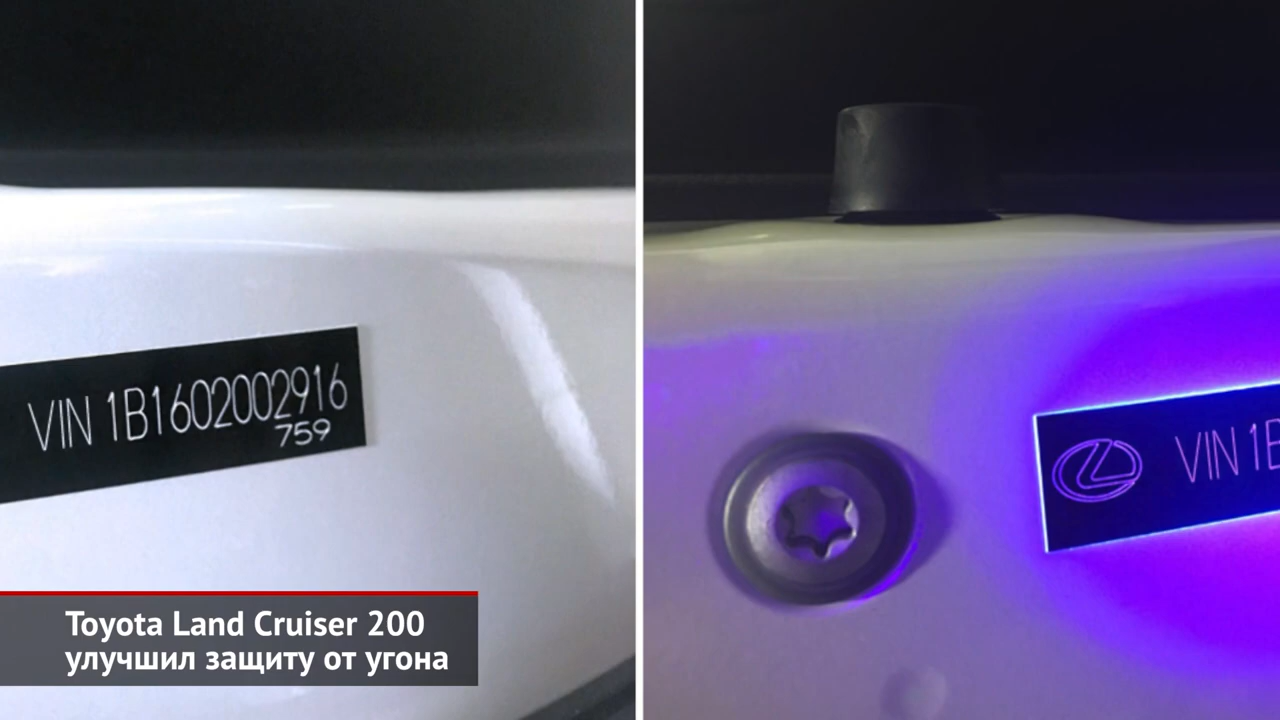 VIN 1B1602002916
759
VIN 1B
Toyota Land Cruiser 200
улучшил защиту от угона